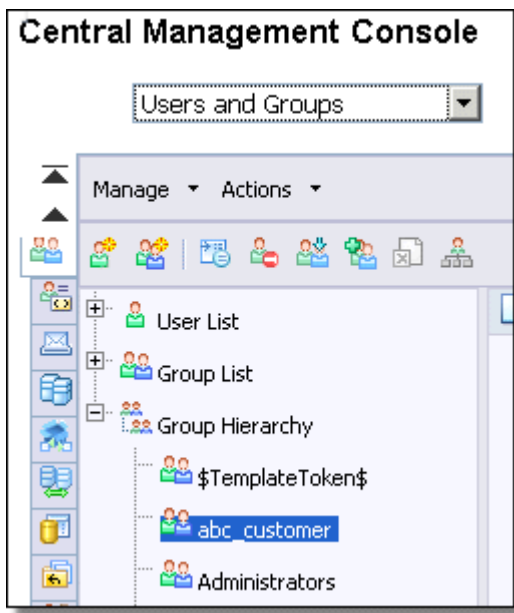 Central Management Console
Users and Groups
Manage Actions
User List
Group List
Group Hierarchy
$TemplateToken$
abc_customer
Administrators